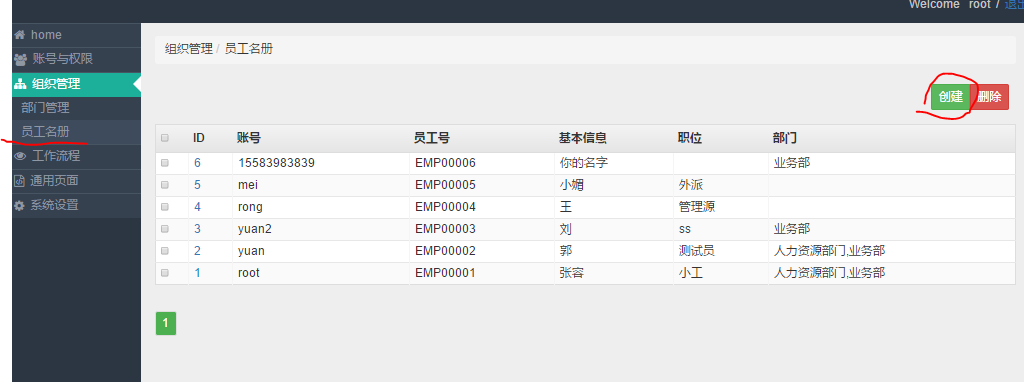 Welcome root / 退出
home
账号与权限
组织管理
部门管理
员工名册
工作流程
通用页面
系统设置
组织管理 / 员工名册
创建 删除
ID 账号 员工号 基本信息 职位 部门
6 15583983839 EMP00006 你的名字 业务部
5 mei EMP00005 小媚 外派
4 rong EMP00004 王 管理源
3 yuan2 EMP00003 刘 ss 业务部
2 yuan EMP00002 郭 测试员 人力资源部门,业务部
1 root EMP00001 张容 小工 人力资源部门,业务部
1